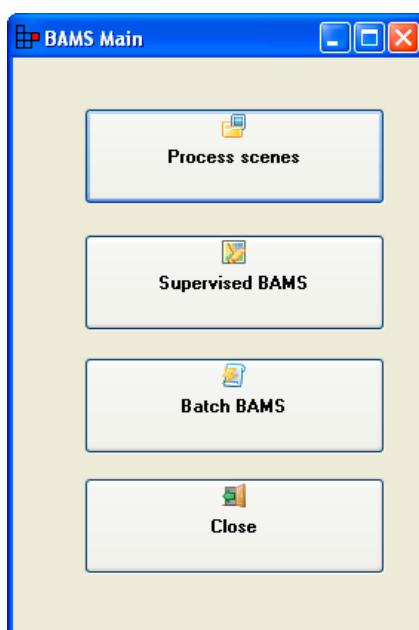 BAMS Main
Process scenes
Supervised BAMS
Batch BAMS
Close